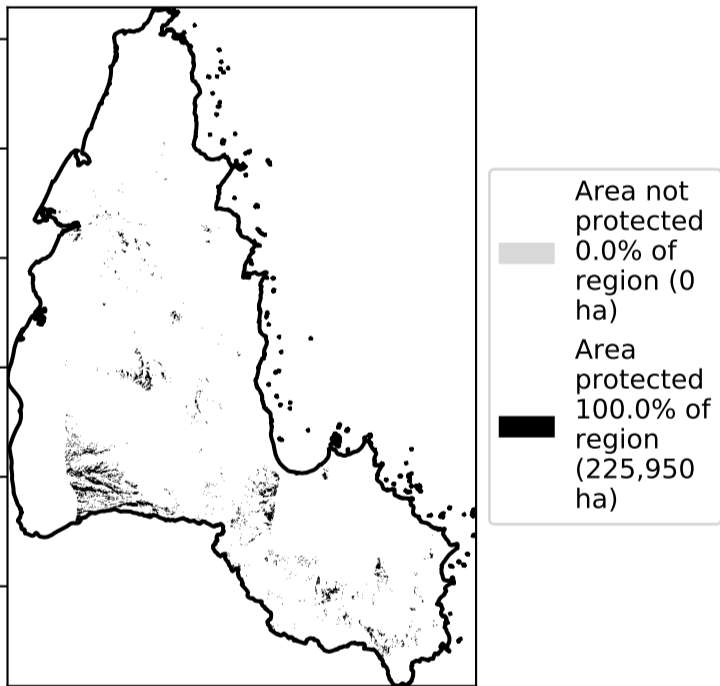 Area not
protected
0.0% of
region (0
ha)
Area
protected
100.0% of
region
(225,950
ha)